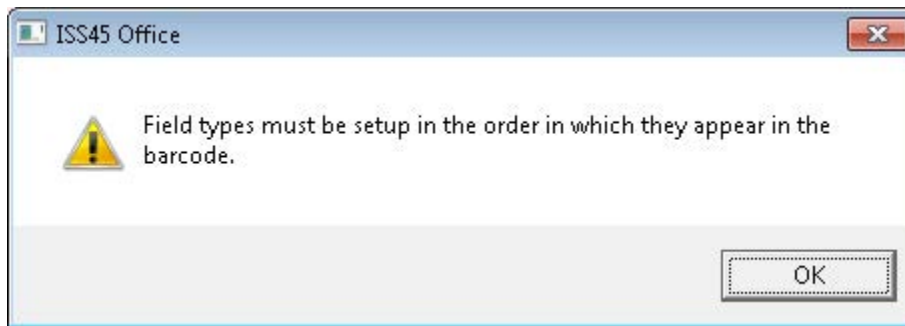 ISS45 Office
Field types must be setup in the order in which they appear in the
barcode.
OK